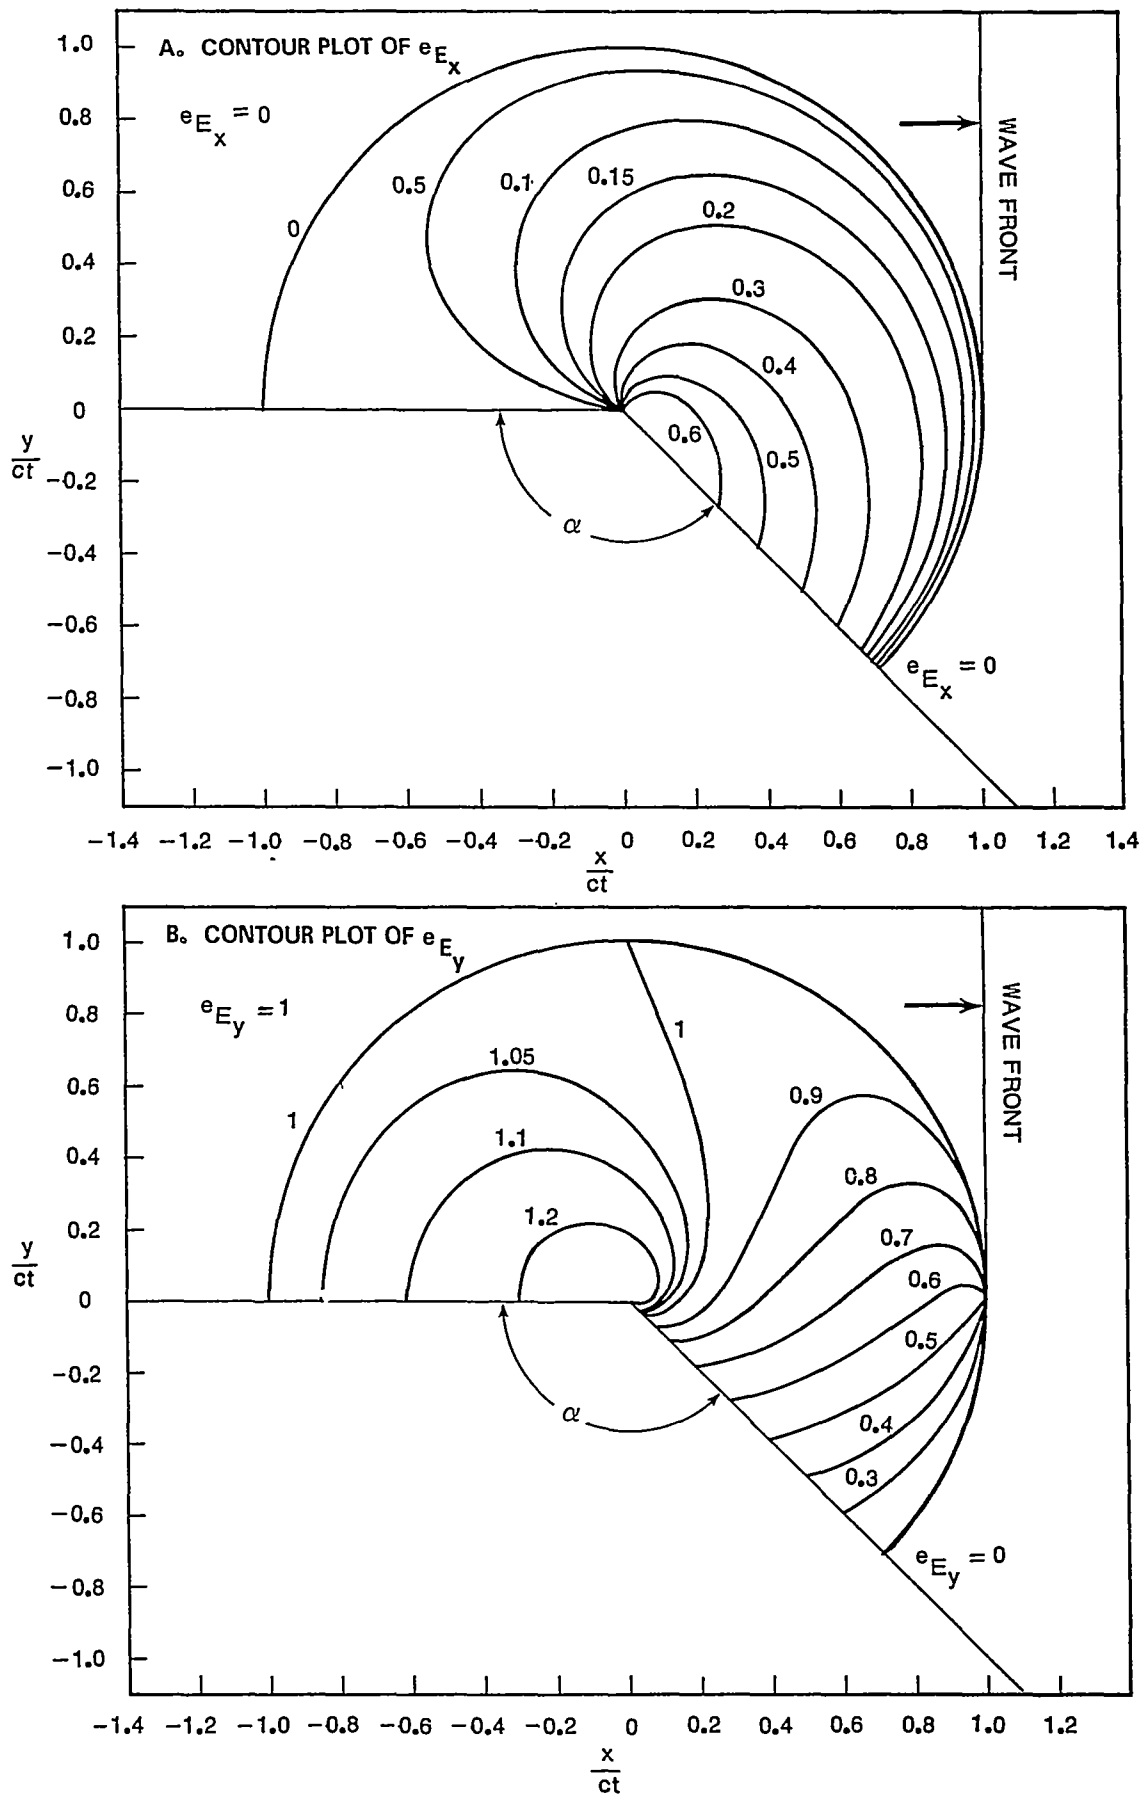 A. CONTOUR PLOT OF e_E_x
1.0
e_E_x = 0
0.8
0.6
0.4
0.2
0
y/ct
−0.2
−0.4
−0.6
−0.8
−1.0
0
0.5
0.1
0.15
0.2
0.3
0.4
0.6
0.5
α
WAVE FRONT
e_E_x = 0
−1.4 −1.2 −1.0 −0.8 −0.6 −0.4 −0.2 0 0.2 0.4 0.6 0.8 1.0 1.2 1.4
x/ct
B. CONTOUR PLOT OF e_E_y
1.0
e_E_y = 1
0.8
0.6
0.4
0.2
0
y/ct
−0.2
−0.4
−0.6
−0.8
−1.0
1
1.05
1.1
1.2
1
0.9
0.8
0.7
0.6
0.5
0.4
0.3
α
WAVE FRONT
e_E_y = 0
−1.4 −1.2 −1.0 −0.8 −0.6 −0.4 −0.2 0 0.2 0.4 0.6 0.8 1.0 1.2
x/ct